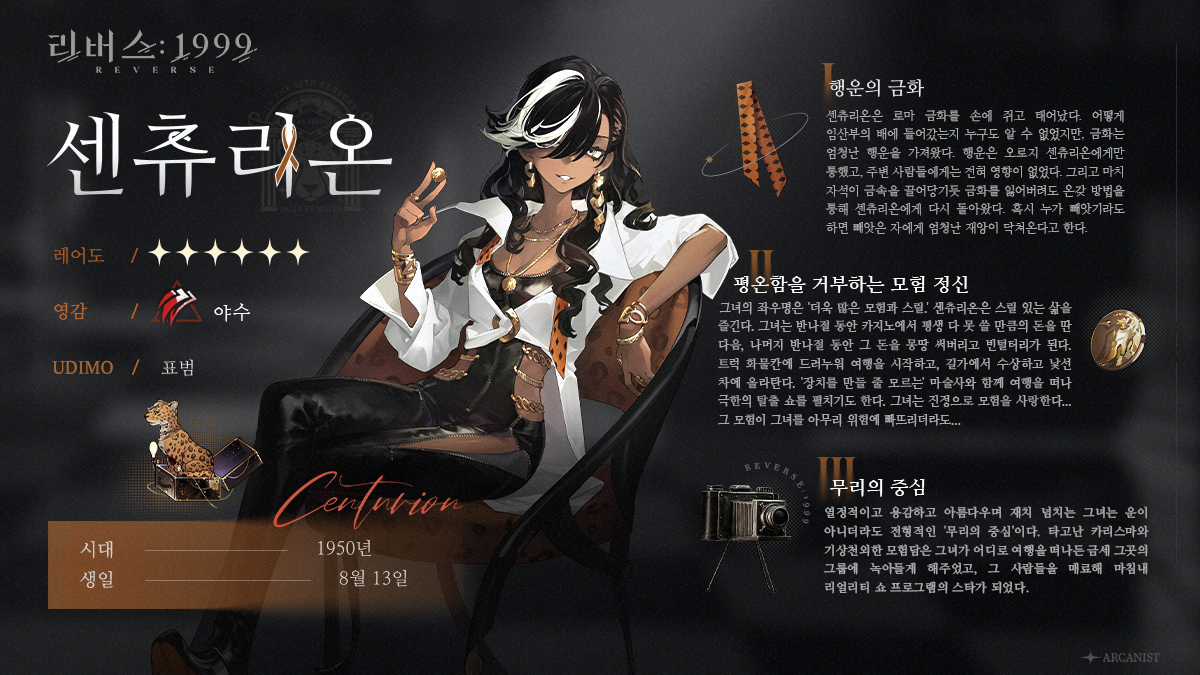 리버스:1999
REVERSE
센츄리온
레어도 /
영감 / 야수
UDIMO / 표범
Centurion
시대 1950년
생일 8월 13일
I
행운의 금화
센츄리온은 로마 금화를 손에 쥐고 태어났다. 어떻게
임산부의 배에 들어갔는지 누구도 알 수 없었지만, 금화는
엄청난 행운을 가져왔다. 행운은 오로지 센츄리온에게만
통했고, 주변 사람들에게는 전혀 영향이 없었다. 그리고 마치
자석이 금속을 끌어당기듯 금화를 잃어버려도 온갖 방법을
통해 센츄리온에게 다시 돌아왔다. 혹시 누가 빼앗기라도
하면 빼앗은 자에게 엄청난 재앙이 닥쳐온다고 한다.
II
평온함을 거부하는 모험 정신
그녀의 좌우명은 '더욱 많은 모험과 스릴.' 센츄리온은 스릴 있는 삶을
즐긴다. 그녀는 반나절 동안 카지노에서 평생 다 못 쓸 만큼의 돈을 딴
다음, 나머지 반나절 동안 그 돈을 몽땅 써버리고 빈털터리가 된다.
트럭 화물칸에 드러누워 여행을 시작하고, 길가에서 수상하고 낯선
차에 올라탄다. '장치를 만들 줄 모르는' 마술사와 함께 여행을 떠나
극한의 탈출 쇼를 펼치기도 한다. 그녀는 진정으로 모험을 사랑한다...
그 모험이 그녀를 아무리 위험에 빠뜨리더라도...
REVERSE:1999
III
무리의 중심
열정적이고 용감하고 아름다우며 재치 넘치는 그녀는 운이
아니더라도 전형적인 '무리의 중심'이다. 타고난 카리스마와
기상천외한 모험담은 그녀가 어디로 여행을 떠나든 금세 그곳의
그룹에 녹아들게 해주었고, 그 사람들을 매료해 마침내
리얼리티 쇼 프로그램의 스타가 되었다.
ARCANIST